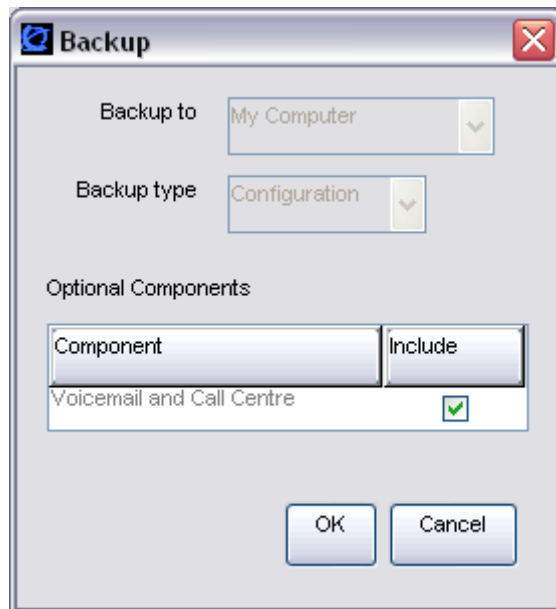 Backup
Backup to My Computer
Backup type Configuration
Optional Components
Component Include
Voicemail and Call Centre
OK Cancel